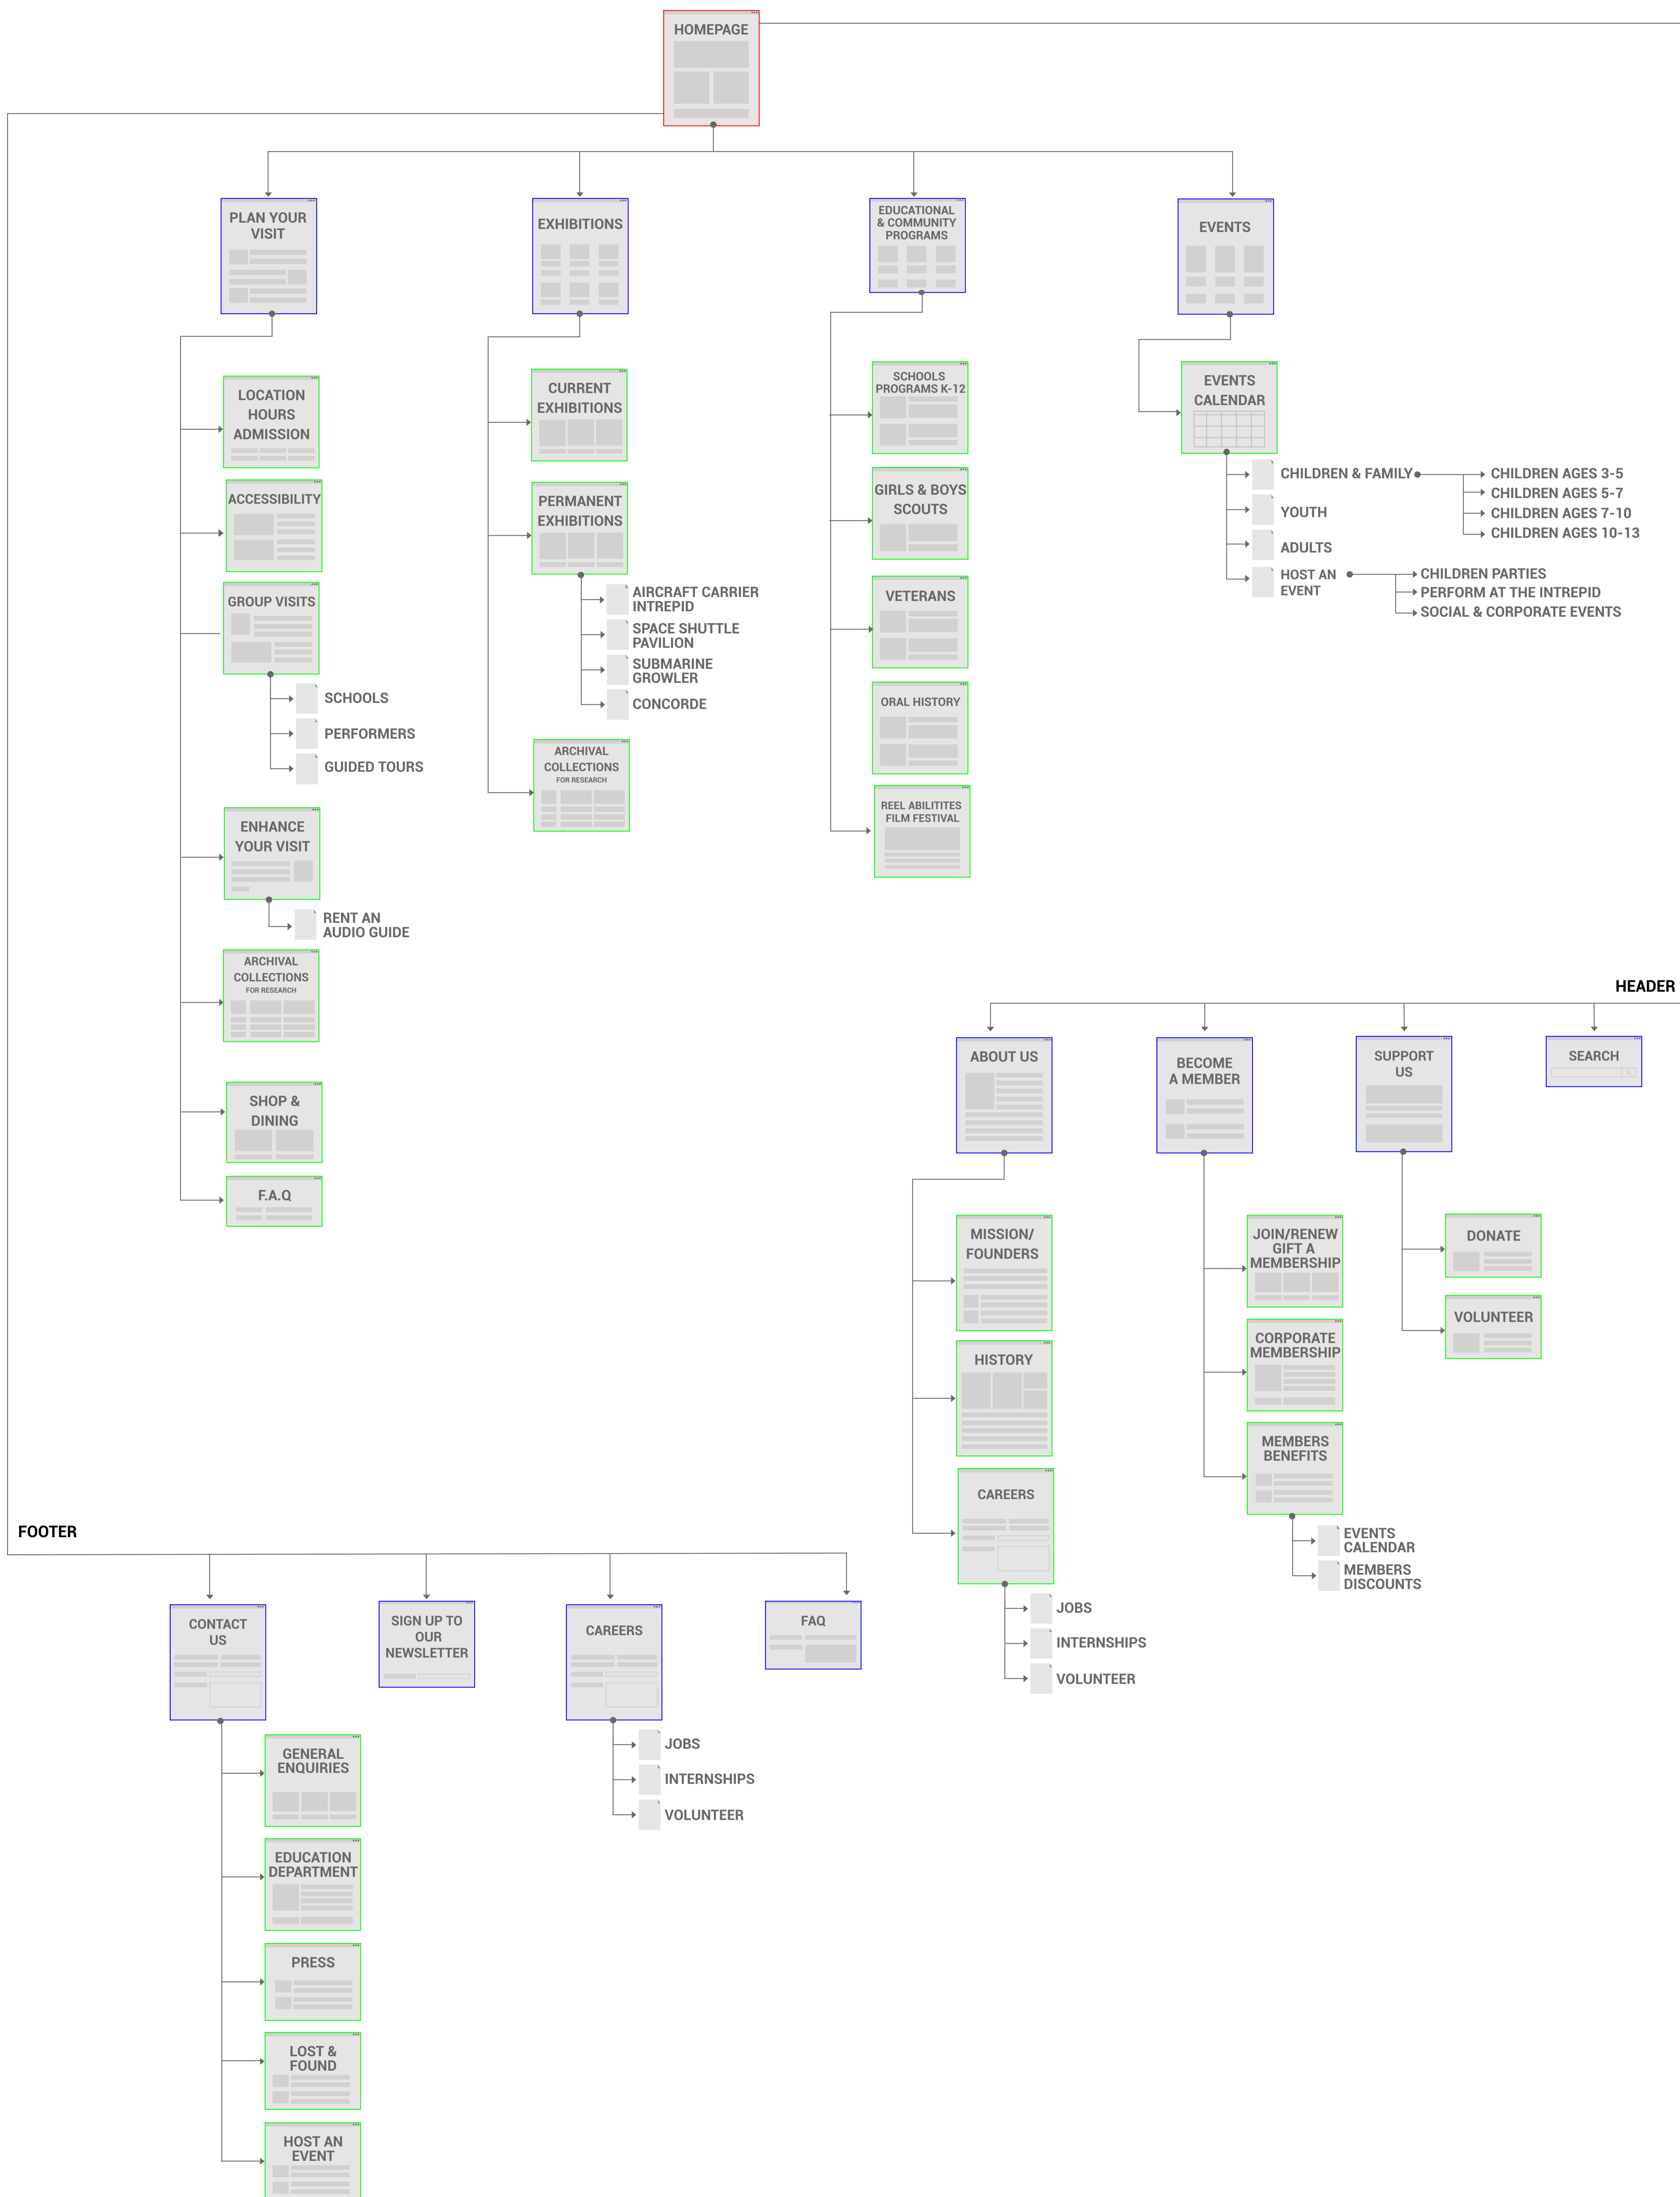 HOMEPAGE
PLAN YOUR
VISIT
LOCATION
HOURS
ADMISSION
ACCESSIBILITY
GROUP VISITS
SCHOOLS
PERFORMERS
GUIDED TOURS
ENHANCE
YOUR VISIT
RENT AN
AUDIO GUIDE
ARCHIVAL
COLLECTIONS
FOR RESEARCH
SHOP &
DINING
F.A.Q
EXHIBITIONS
CURRENT
EXHIBITIONS
PERMANENT
EXHIBITIONS
AIRCRAFT CARRIER
INTREPID
SPACE SHUTTLE
PAVILION
SUBMARINE
GROWLER
CONCORDE
ARCHIVAL
COLLECTIONS
FOR RESEARCH
EDUCATIONAL
& COMMUNITY
PROGRAMS
SCHOOLS
PROGRAMS K-12
GIRLS & BOYS
SCOUTS
VETERANS
ORAL HISTORY
REEL ABILITITES
FILM FESTIVAL
EVENTS
EVENTS
CALENDAR
CHILDREN & FAMILY
CHILDREN AGES 3-5
CHILDREN AGES 5-7
CHILDREN AGES 7-10
CHILDREN AGES 10-13
YOUTH
ADULTS
HOST AN
EVENT
CHILDREN PARTIES
PERFORM AT THE INTREPID
SOCIAL & CORPORATE EVENTS
HEADER
ABOUT US
MISSION/
FOUNDERS
HISTORY
CAREERS
JOBS
INTERNSHIPS
VOLUNTEER
BECOME
A MEMBER
JOIN/RENEW
GIFT A
MEMBERSHIP
CORPORATE
MEMBERSHIP
MEMBERS
BENEFITS
EVENTS
CALENDAR
MEMBERS
DISCOUNTS
SUPPORT
US
DONATE
VOLUNTEER
SEARCH
FOOTER
CONTACT
US
GENERAL
ENQUIRIES
EDUCATION
DEPARTMENT
PRESS
LOST &
FOUND
HOST AN
EVENT
SIGN UP TO
OUR
NEWSLETTER
CAREERS
JOBS
INTERNSHIPS
VOLUNTEER
FAQ